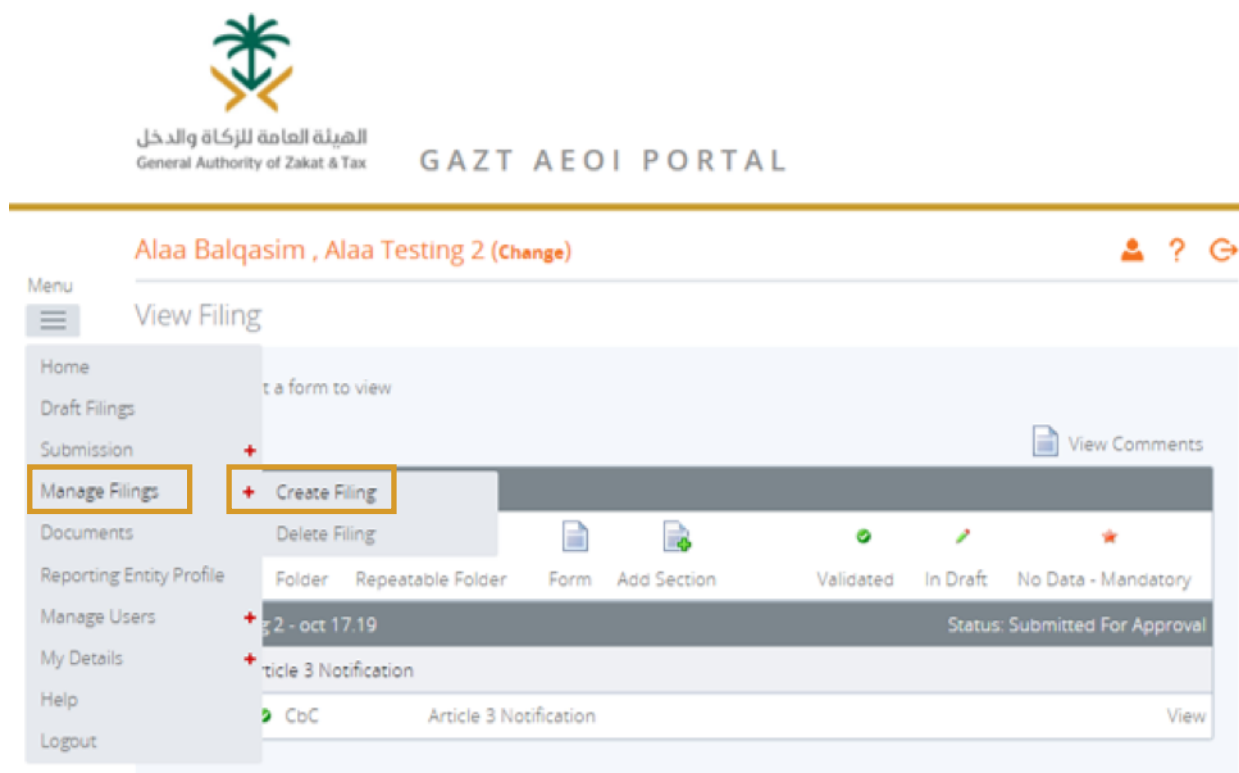 الهيئة العامة للزكاة والدخل
General Authority of Zakat & Tax
GAZT AEOI PORTAL
Alaa Balqasim , Alaa Testing 2 (Change)
?
Menu
View Filing
Home
t a form to view
Draft Filings
Submission +
View Comments
Manage Filings + Create Filing
Documents
Delete Filing
Reporting Entity Profile
Folder Repeatable Folder Form Add Section Validated In Draft No Data - Mandatory
Manage Users +
g 2 - oct 17.19 Status: Submitted For Approval
My Details +
rticle 3 Notification
Help
CbC Article 3 Notification View
Logout